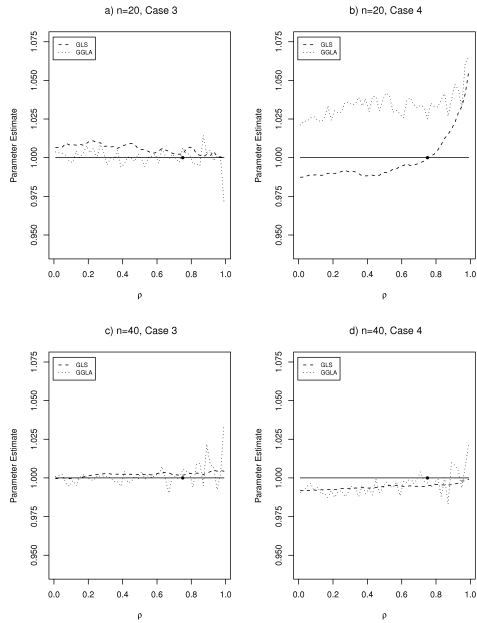 a) n=20, Case 3
b) n=20, Case 4
Parameter Estimate
0.950 0.975 1.000 1.025 1.050 1.075
GLS
GGLA
0.0 0.2 0.4 0.6 0.8 1.0
ρ
Parameter Estimate
0.950 0.975 1.000 1.025 1.050 1.075
GLS
GGLA
0.0 0.2 0.4 0.6 0.8 1.0
ρ
c) n=40, Case 3
d) n=40, Case 4
Parameter Estimate
0.950 0.975 1.000 1.025 1.050 1.075
GLS
GGLA
0.0 0.2 0.4 0.6 0.8 1.0
ρ
Parameter Estimate
0.950 0.975 1.000 1.025 1.050 1.075
GLS
GGLA
0.0 0.2 0.4 0.6 0.8 1.0
ρ